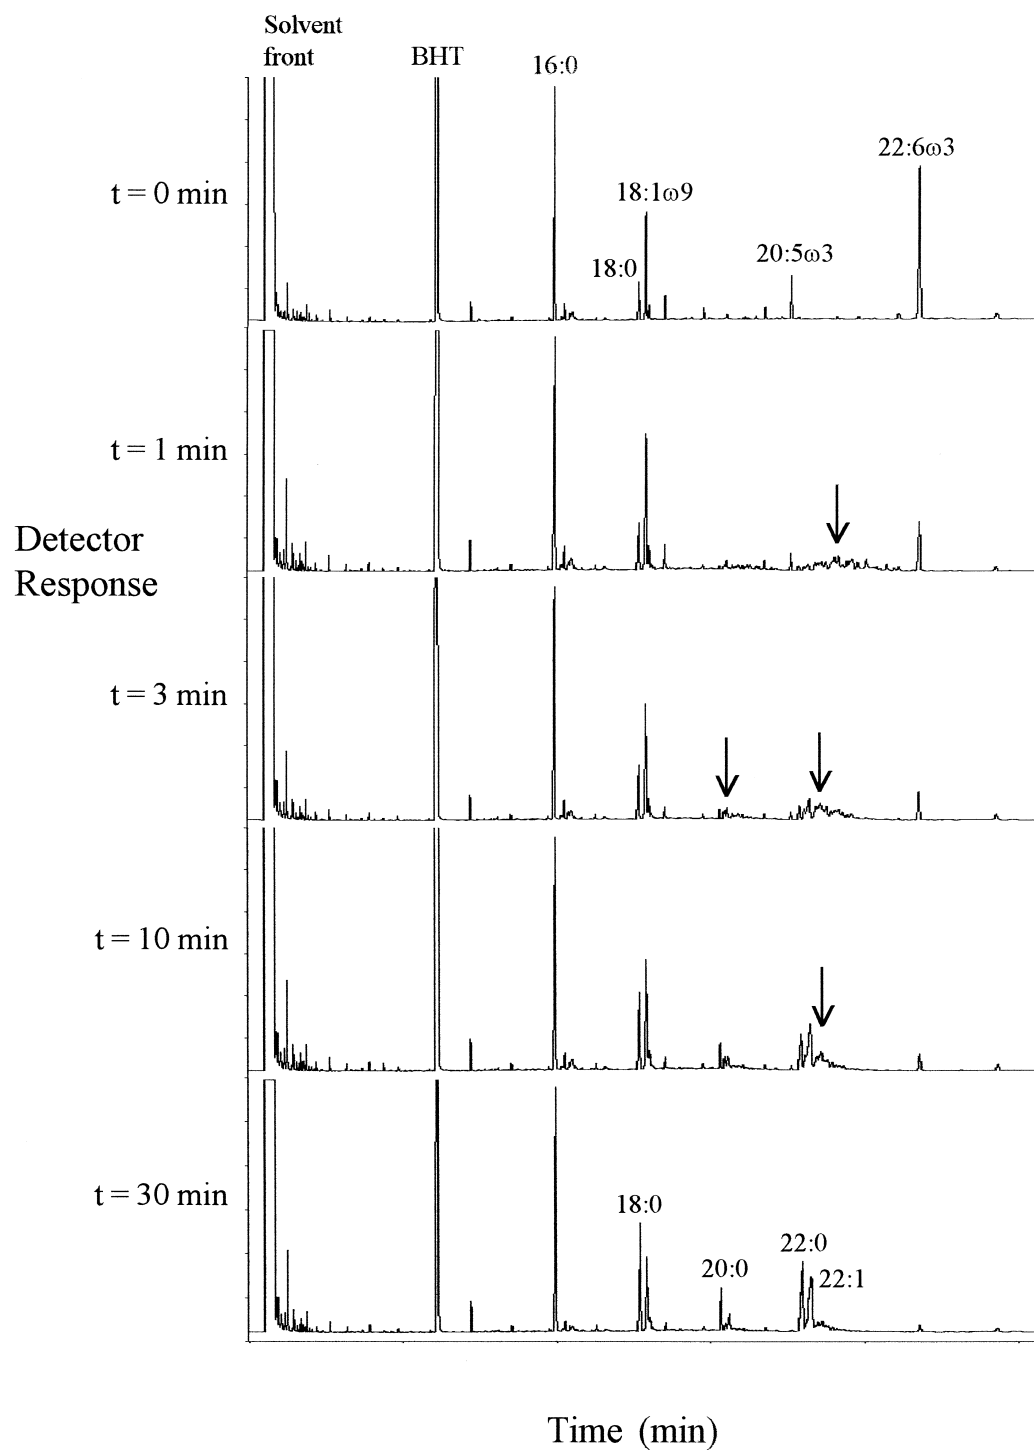 Solvent
front
BHT
16:0
22:6ω3
18:1ω9
20:5ω3
18:0
t = 0 min
t = 1 min
Detector
Response
t = 3 min
t = 10 min
t = 30 min
18:0
22:0
20:0
22:1
Time (min)